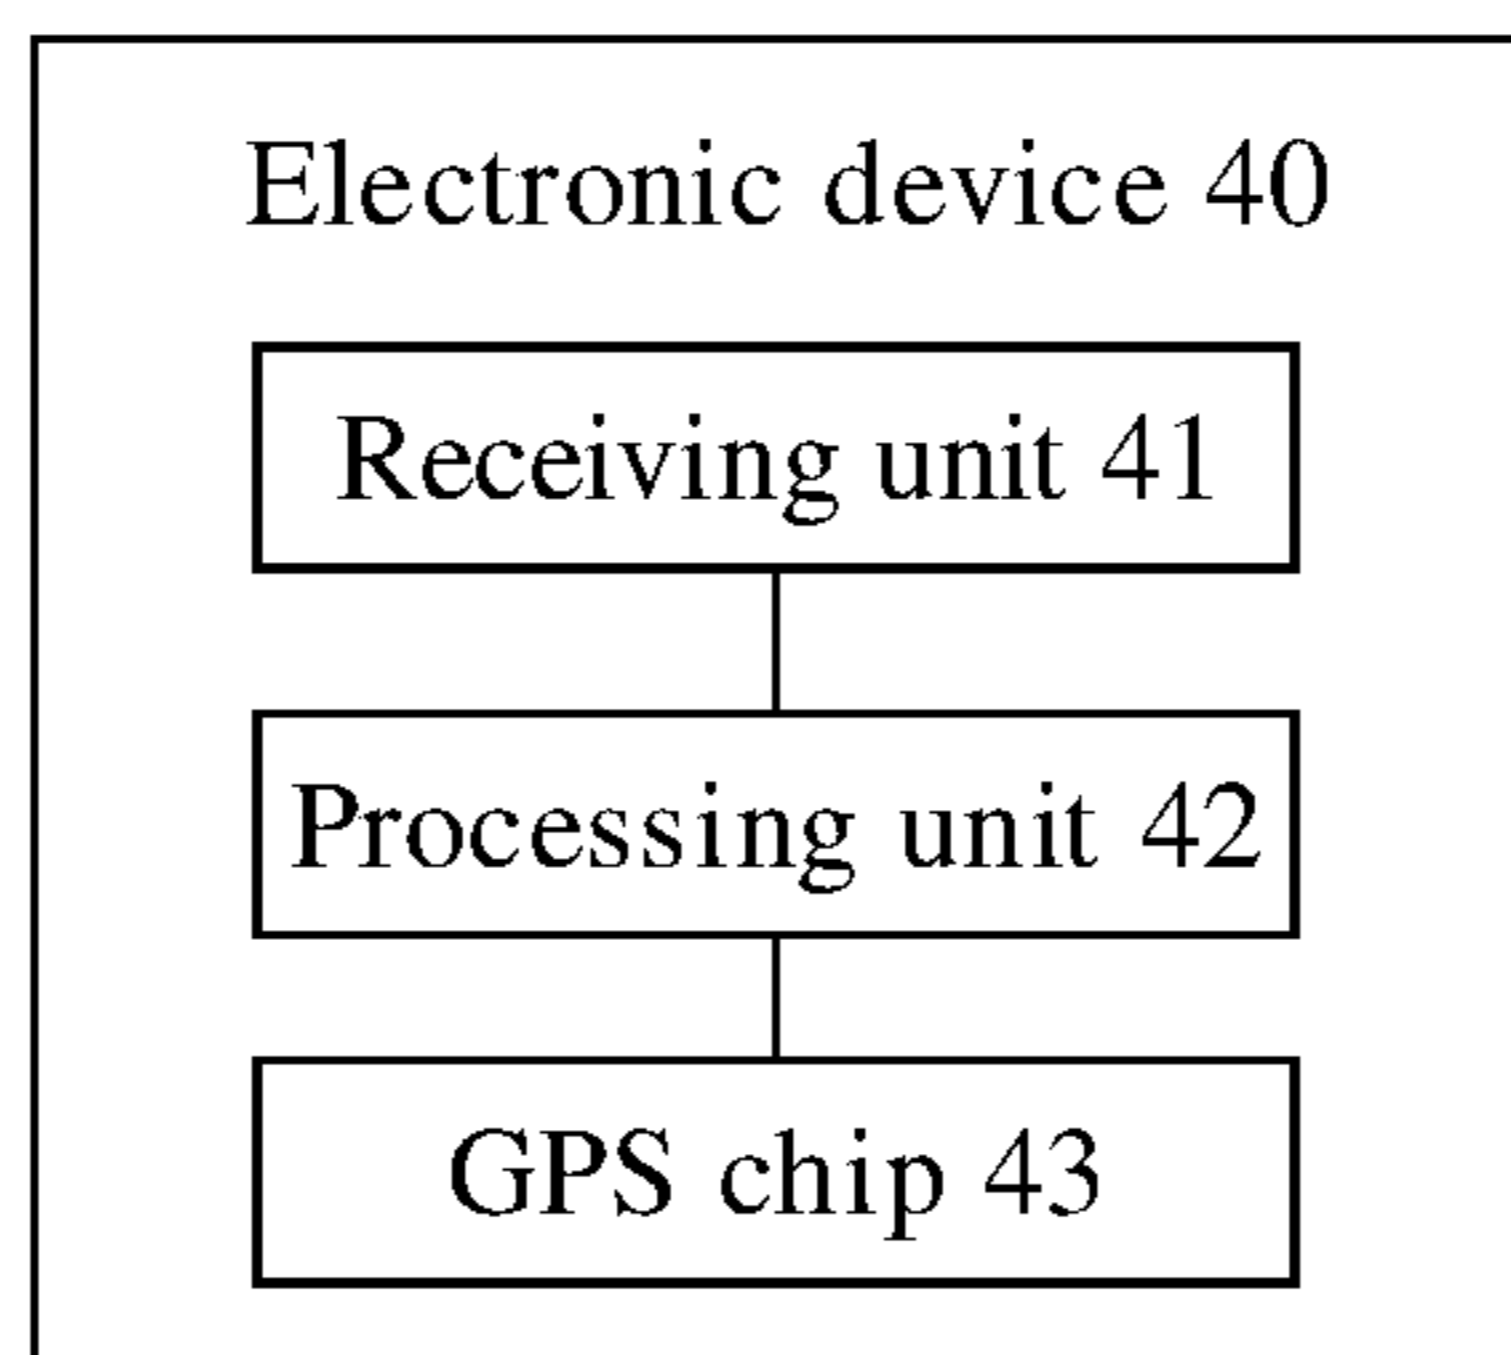 Electronic device 40
Receiving unit 41
Processing unit 42
GPS chip 43